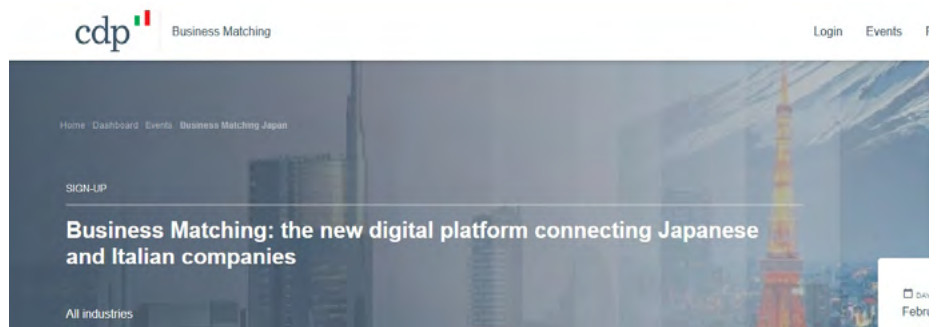 cdp Business Matching
Login Events
Home Dashboard Events Business Matching Japan
SIGN-UP
Business Matching: the new digital platform connecting Japanese
and Italian companies
All industries